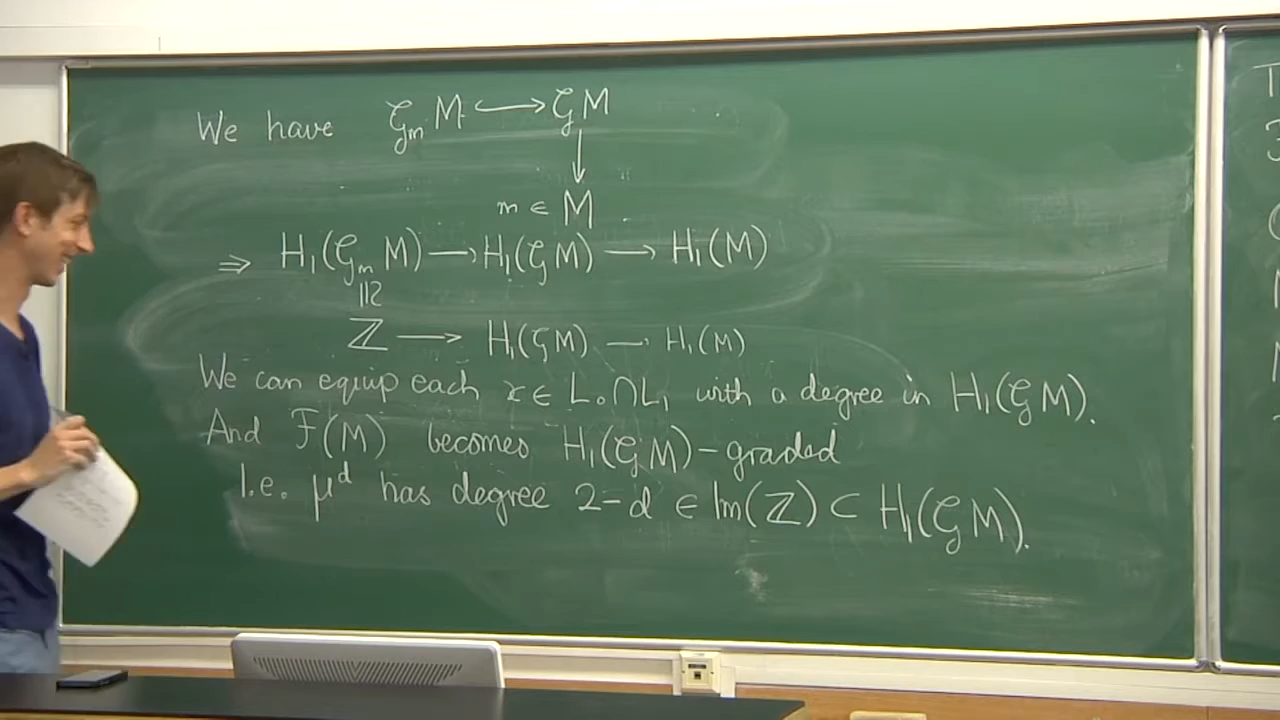 We have 𝒢ₘM ↪ 𝒢M
↓
m ∈ M
⇒ H₁(𝒢ₘM) → H₁(𝒢M) → H₁(M)
≅
ℤ → H₁(𝒢M) → H₁(M)
We can equip each x ∈ L₀∩L₁ with a degree in H₁(𝒢M).
And F(M) becomes H₁(𝒢M)-graded
I.e. μᵈ has degree 2-d ∈ Im(ℤ) ⊂ H₁(𝒢M).